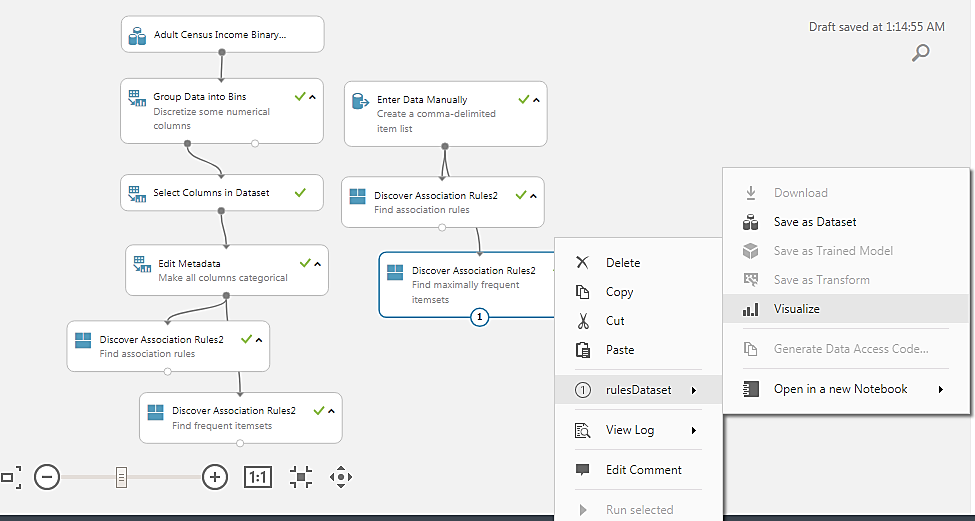 Draft saved at 1:14:55 AM
Adult Census Income Binary...
Group Data into Bins
Discretize some numerical
columns
Select Columns in Dataset
Edit Metadata
Make all columns categorical
Discover Association Rules2
Find association rules
Discover Association Rules2
Find frequent itemsets
Enter Data Manually
Create a comma-delimited
item list
Discover Association Rules2
Find association rules
Discover Association Rules2
Find maximally frequent
itemsets
1
Delete
Copy
Cut
Paste
1 rulesDataset
View Log
Edit Comment
Run selected
Download
Save as Dataset
Save as Trained Model
Save as Transform
Visualize
Generate Data Access Code...
Open in a new Notebook
1:1